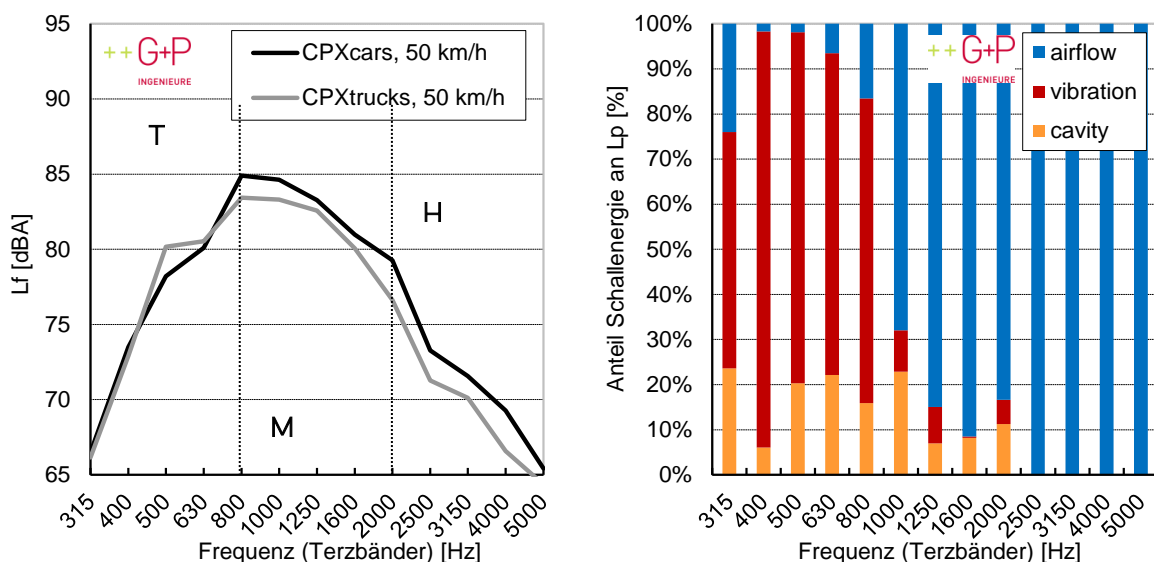 95
90
85
80
75
70
65
Lf [dBA]
++G+P
INGENIEURE
CPXcars, 50 km/h
CPXtrucks, 50 km/h
T
M
H
315
400
500
630
800
1000
1250
1600
2000
2500
3150
4000
5000
Frequenz (Terzbänder) [Hz]
100%
90%
80%
70%
60%
50%
40%
30%
20%
10%
0%
Anteil Schallenergie an Lp [%]
++G+P
INGENIEURE
airflow
vibration
cavity
315
400
500
630
800
1000
1250
1600
2000
2500
3150
4000
5000
Frequenz (Terzbänder) [Hz]